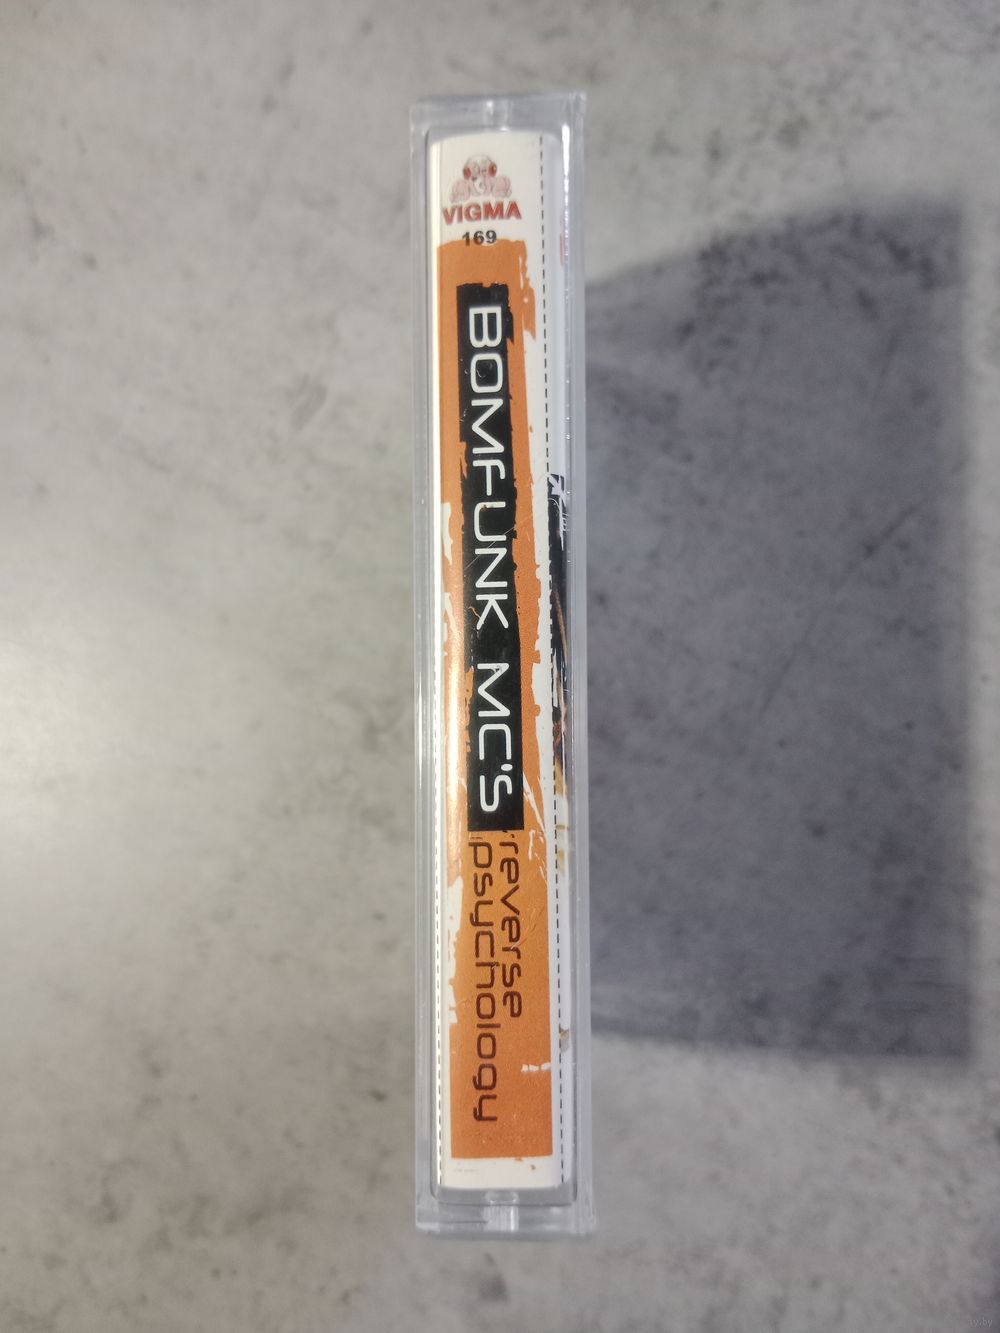 VIGMA
169
BOMFUNK MC'S
reverse
psychology